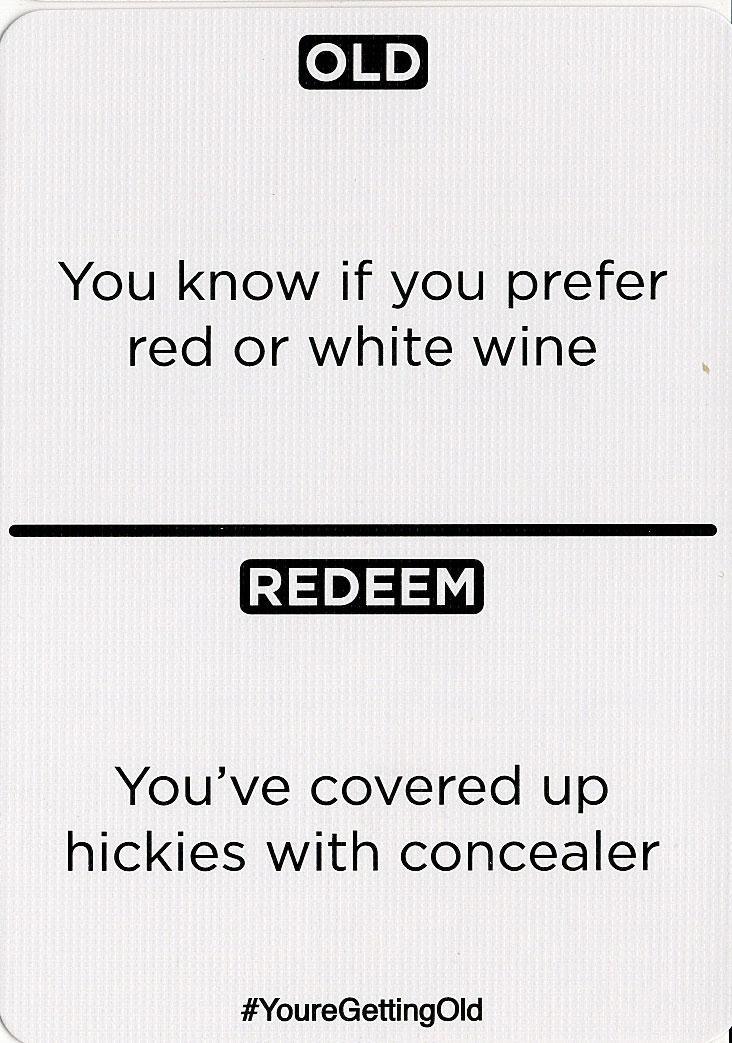 OLD
You know if you prefer
red or white wine
REDEEM
You've covered up
hickies with concealer
#YoureGettingOld